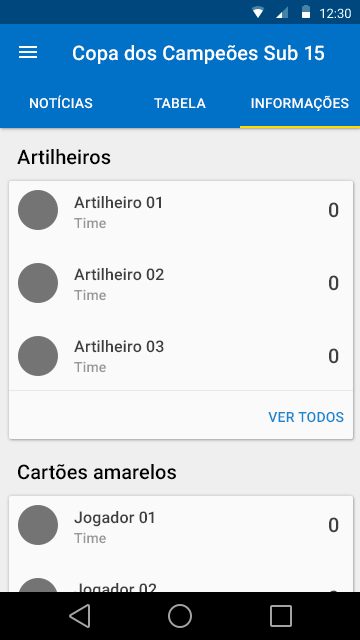 12:30
Copa dos Campeões Sub 15
NOTÍCIAS TABELA INFORMAÇÕES
Artilheiros
Artilheiro 01 0
Time
Artilheiro 02 0
Time
Artilheiro 03 0
Time
VER TODOS
Cartões amarelos
Jogador 01 0
Time
Jogador 02